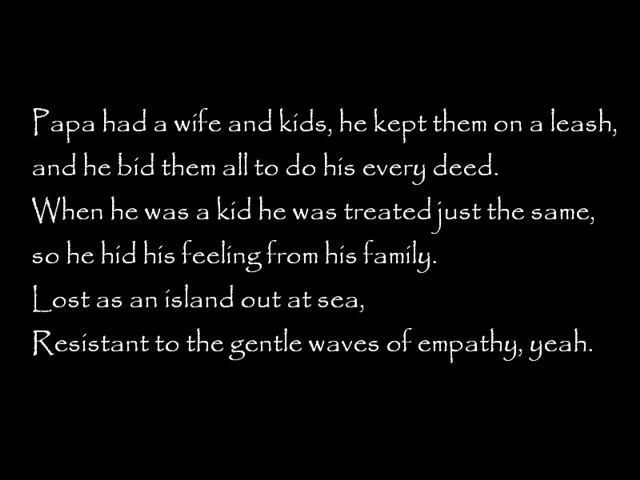 Papa had a wife and kids, he kept them on a leash,
and he bid them all to do his every deed.
When he was a kid he was treated just the same,
so he hid his feeling from his family.
Lost as an island out at sea,
Resistant to the gentle waves of empathy, yeah.